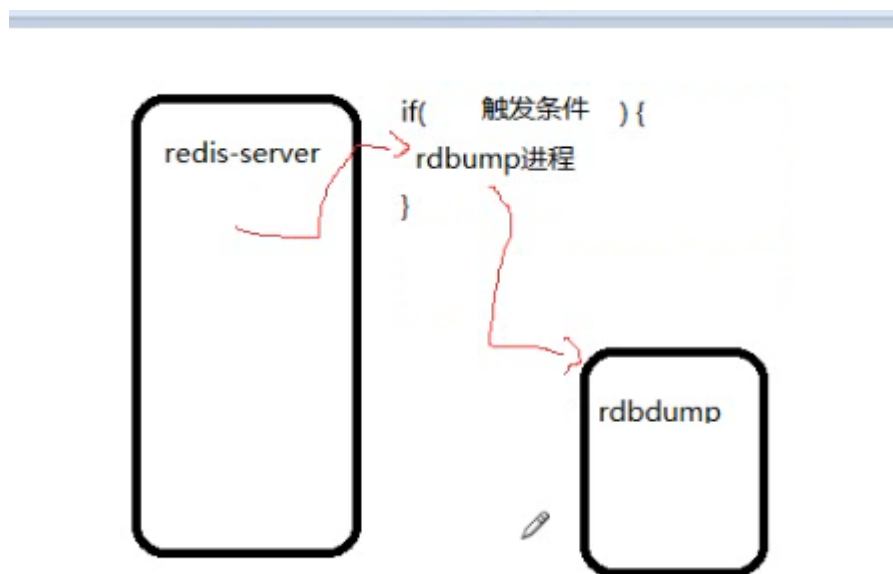 redis-server
if( 触发条件 ) {
rdbump进程
}
rdbdump